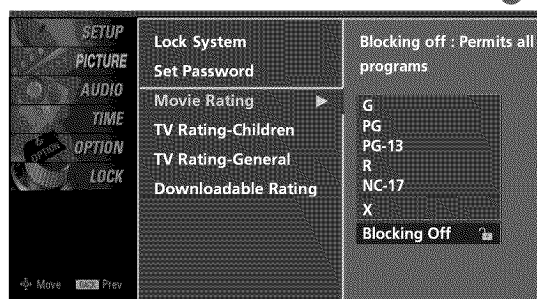 SETUP
PICTURE
AUDIO
TIME
OPTION
LOCK
Move BACK Prev
Lock System
Set Password
Movie Rating
TV Rating-Children
TV Rating-General
Downloadable Rating
Blocking off : Permits all
programs
G
PG
PG-13
R
NC-17
X
Blocking Off